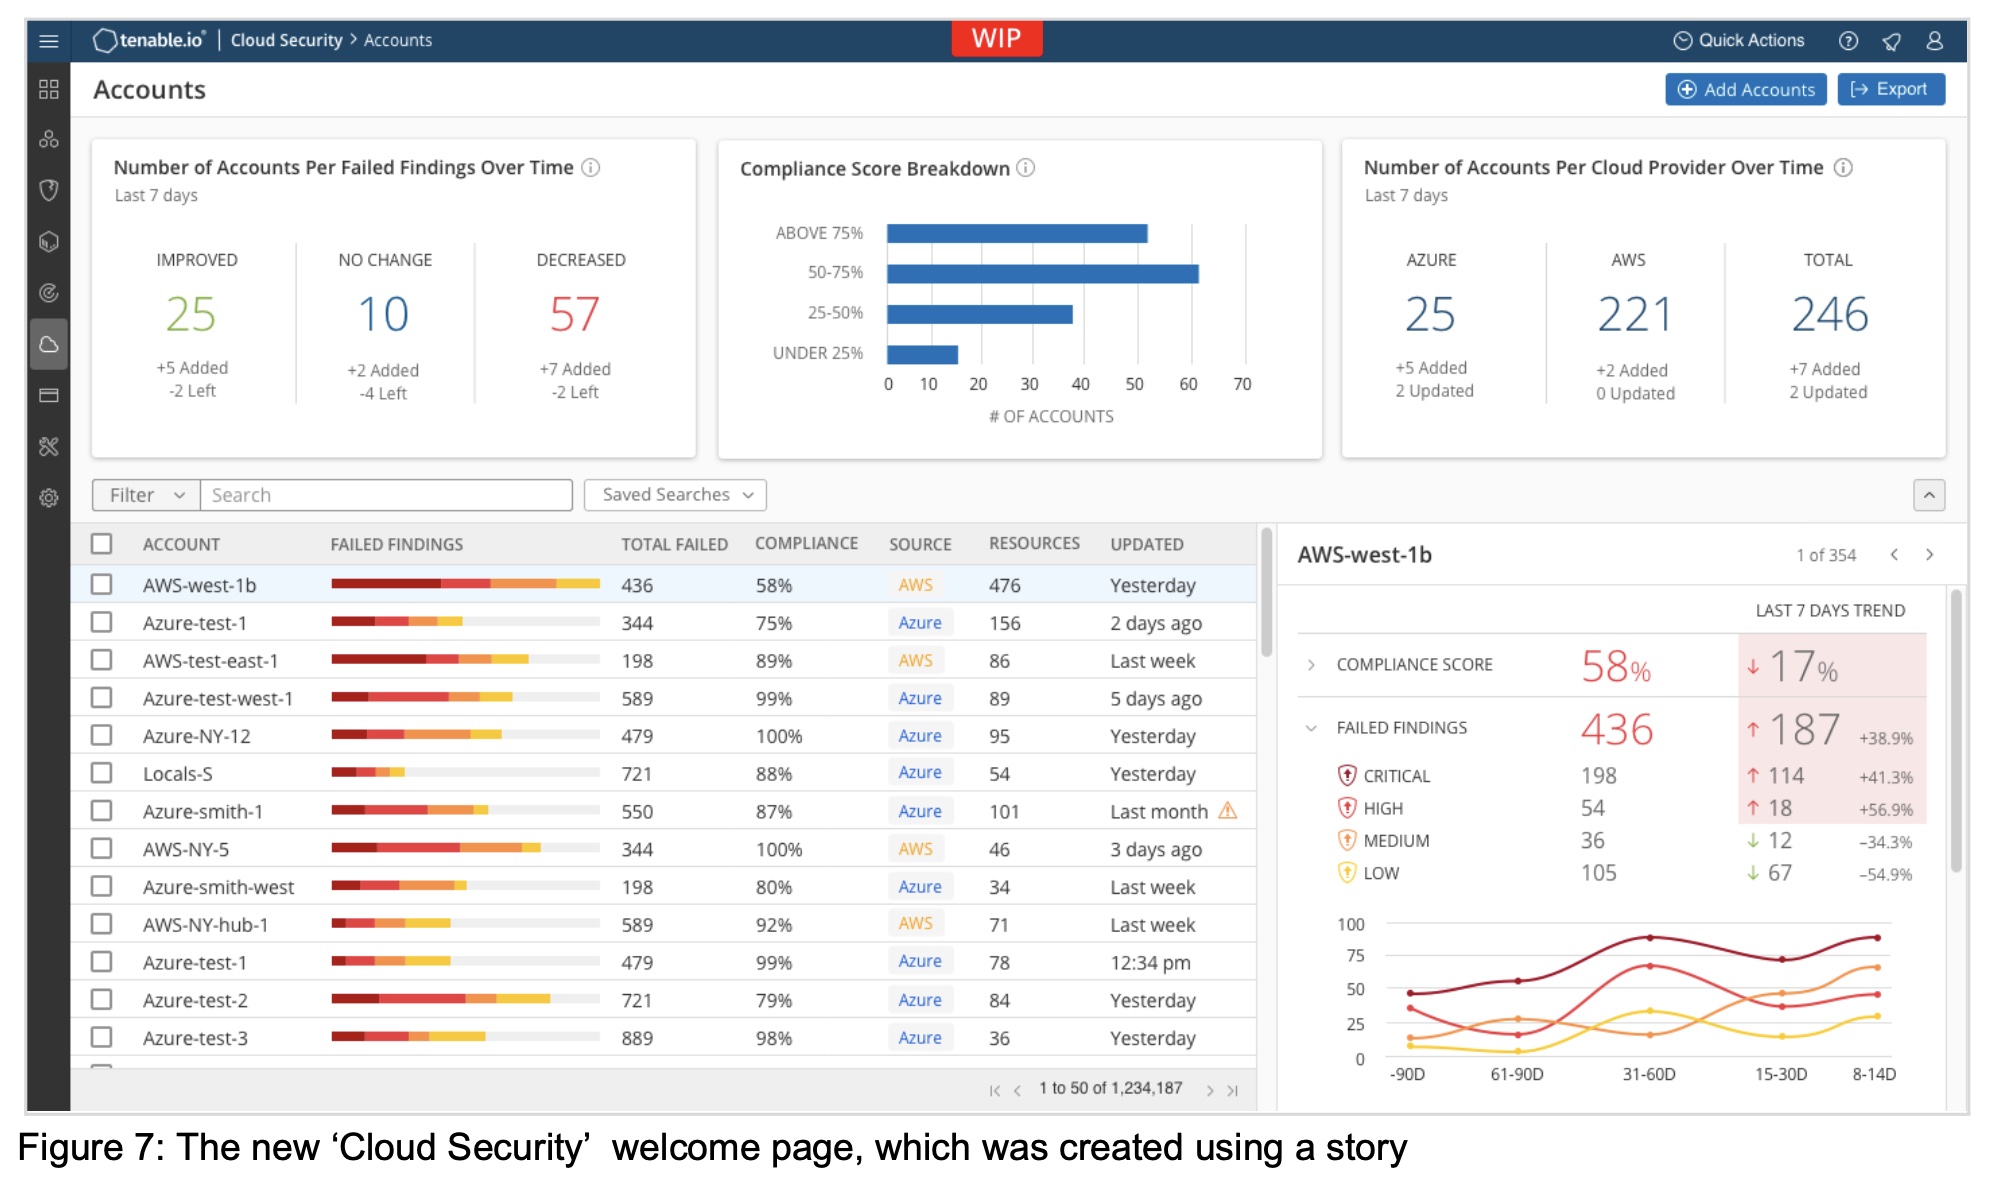 tenable.io® | Cloud Security > Accounts
WIP
Quick Actions
Accounts
Add Accounts
Export
Number of Accounts Per Failed Findings Over Time
Last 7 days
IMPROVED
25
+5 Added
-2 Left
NO CHANGE
10
+2 Added
-4 Left
DECREASED
57
+7 Added
-2 Left
Compliance Score Breakdown
ABOVE 75%
50-75%
25-50%
UNDER 25%
0 10 20 30 40 50 60 70
# OF ACCOUNTS
Number of Accounts Per Cloud Provider Over Time
Last 7 days
AZURE
25
+5 Added
2 Updated
AWS
221
+2 Added
0 Updated
TOTAL
246
+7 Added
2 Updated
Filter
Search
Saved Searches
ACCOUNT FAILED FINDINGS TOTAL FAILED COMPLIANCE SOURCE RESOURCES UPDATED
AWS-west-1b 436 58% AWS 476 Yesterday
Azure-test-1 344 75% Azure 156 2 days ago
AWS-test-east-1 198 89% AWS 86 Last week
Azure-test-west-1 589 99% Azure 89 5 days ago
Azure-NY-12 479 100% Azure 95 Yesterday
Locals-S 721 88% Azure 54 Yesterday
Azure-smith-1 550 87% Azure 101 Last month
AWS-NY-5 344 100% AWS 46 3 days ago
Azure-smith-west 198 80% Azure 34 Last week
AWS-NY-hub-1 589 92% AWS 71 Last week
Azure-test-1 479 99% Azure 78 12:34 pm
Azure-test-2 721 79% Azure 84 Yesterday
Azure-test-3 889 98% Azure 36 Yesterday
1 to 50 of 1,234,187
AWS-west-1b
1 of 354
LAST 7 DAYS TREND
COMPLIANCE SCORE 58% ↓ 17%
FAILED FINDINGS 436 ↑ 187 +38.9%
CRITICAL 198 ↑ 114 +41.3%
HIGH 54 ↑ 18 +56.9%
MEDIUM 36 ↓ 12 –34.3%
LOW 105 ↓ 67 –54.9%
100
75
50
25
0
-90D 61-90D 31-60D 15-30D 8-14D
Figure 7: The new ‘Cloud Security’ welcome page, which was created using a story